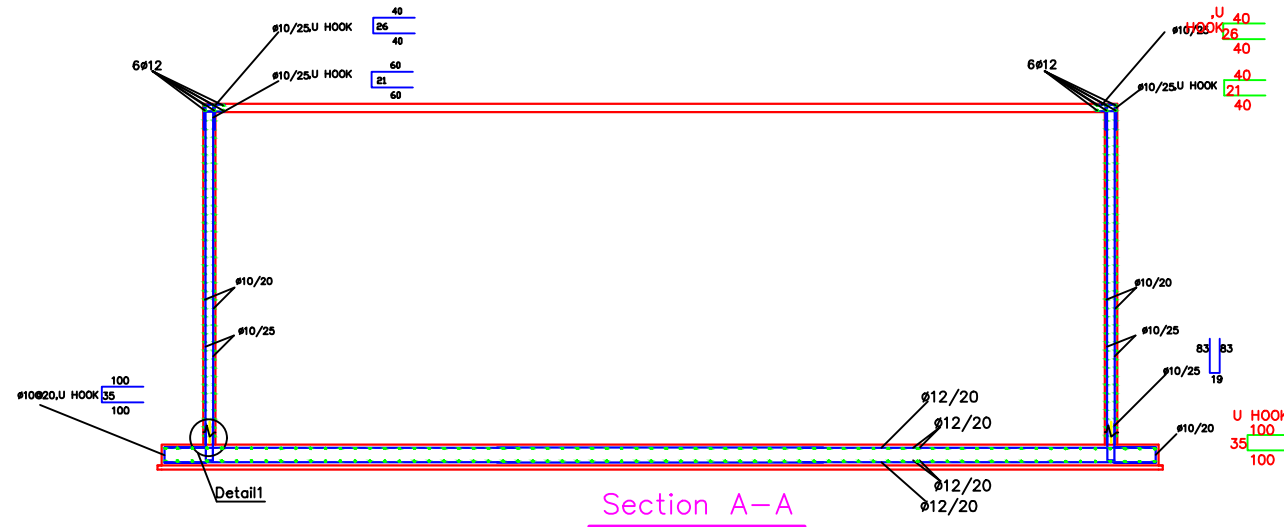 40
ø10/25,U HOOK 26
40
,U
HOOK
40
ø10/25
26
40
6ø12
60
ø10/25,U HOOK 21
60
6ø12
40
ø10/25,U HOOK 21
40
ø10/20
ø10/25
ø10/20
ø10/25
83 83
ø10/25
19
100
ø10@20,U HOOK 35
100
ø12/20
ø12/20
U HOOK
100
ø10/20
35
100
Detail1
ø12/20
ø12/20
Section A-A